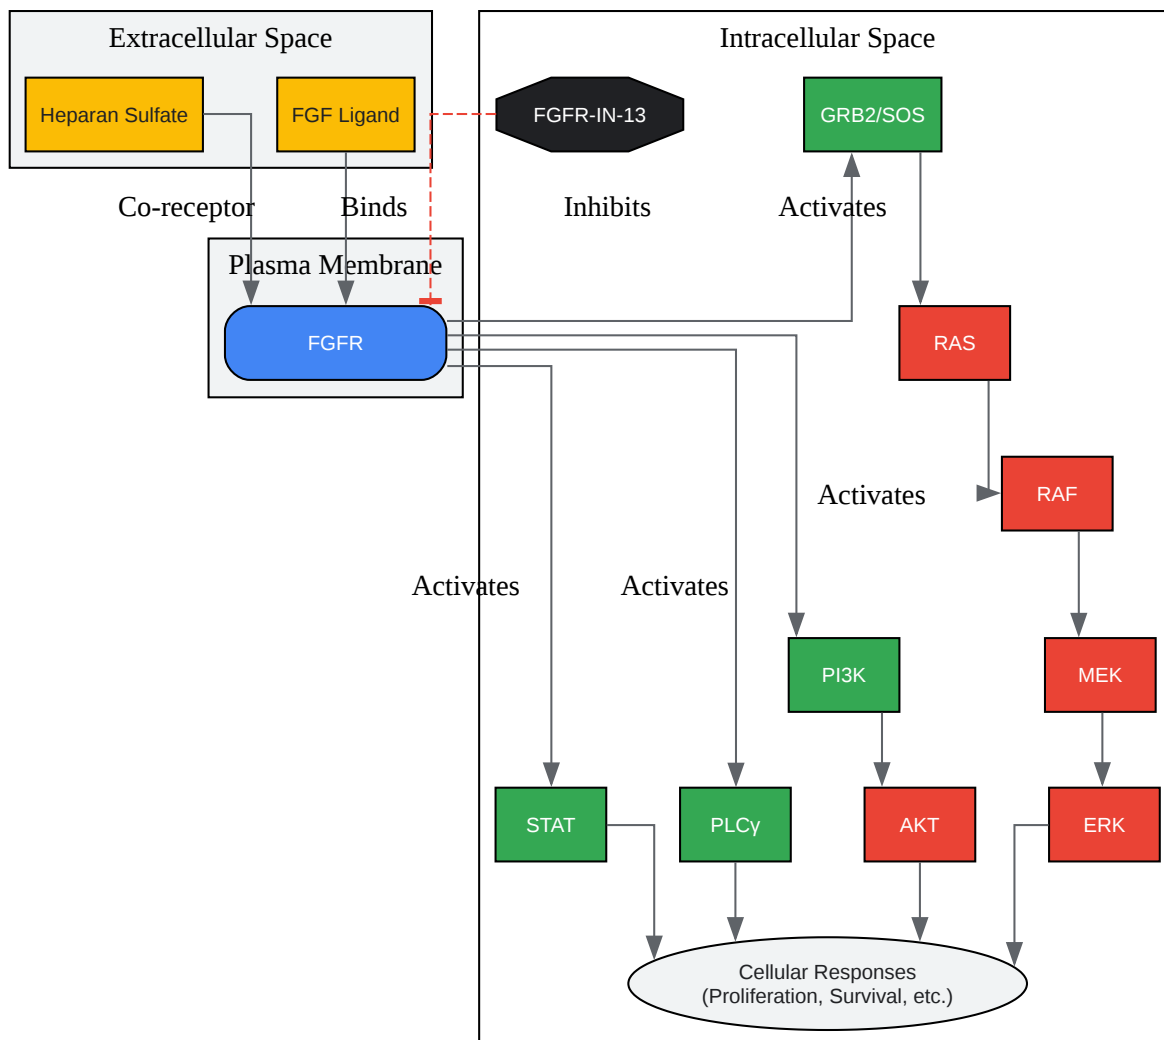 Extracellular Space
Intracellular Space
Heparan Sulfate
FGF Ligand
FGFR-IN-13
GRB2/SOS
Co-receptor
Binds
Inhibits
Activates
Plasma Membrane
FGFR
RAS
Activates
RAF
Activates
Activates
PI3K
MEK
STAT
PLCγ
AKT
ERK
Cellular Responses
(Proliferation, Survival, etc.)